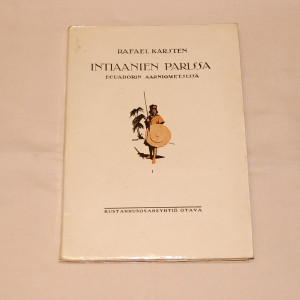 RAFAEL KARSTEN
INTIAANIEN PARISSA
ECUADORIN AARNIOMETSISSÄ
I
KUSTANNUSOSAKEYHTIÖ OTAVA